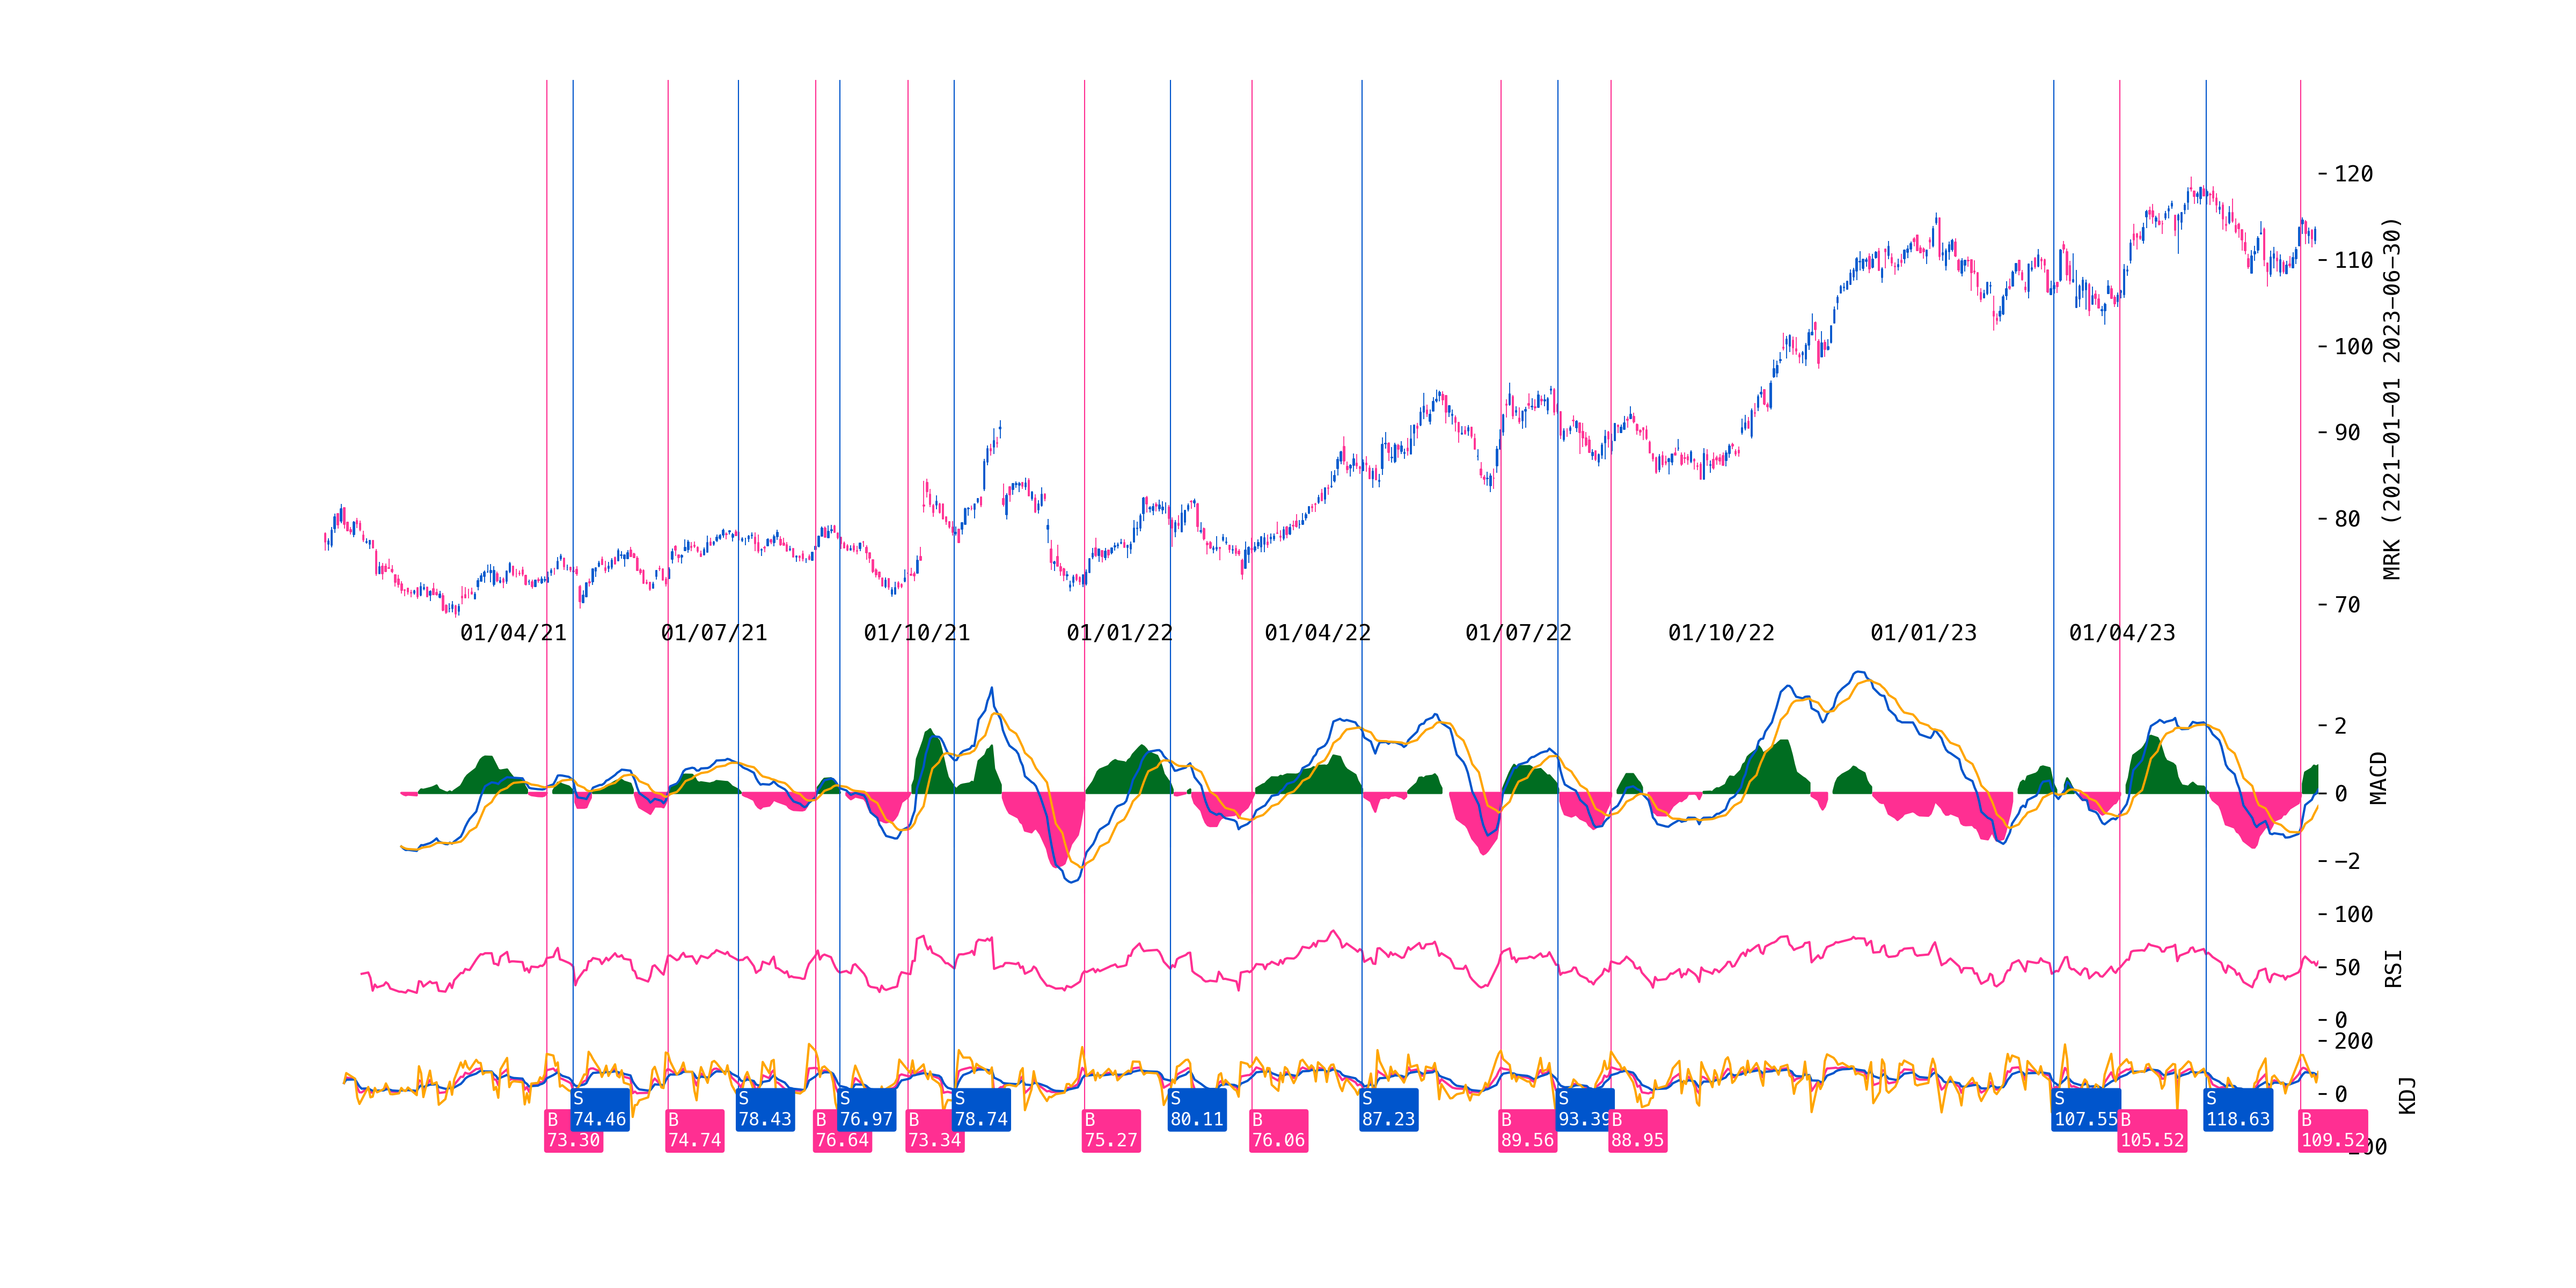 120
110
100
90
80
70
MRK (2021−01−01 2023−06−30)
01/04/21
01/07/21
01/10/21
01/01/22
01/04/22
01/07/22
01/10/22
01/01/23
01/04/23
2
0
−2
MACD
100
50
0
RSI
200
0
KDJ
B
73.30
S
74.46
B
74.74
S
78.43
B
76.64
S
76.97
B
73.34
S
78.74
B
75.27
S
80.11
B
76.06
S
87.23
B
89.56
S
93.39
B
88.95
S
107.55
B
105.52
S
118.63
B
109.52